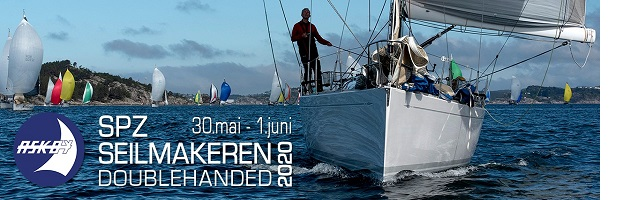 ASKØY
SPZ 30.mai - 1.juni
SEILMAKEREN
DOUBLEHANDED
2020